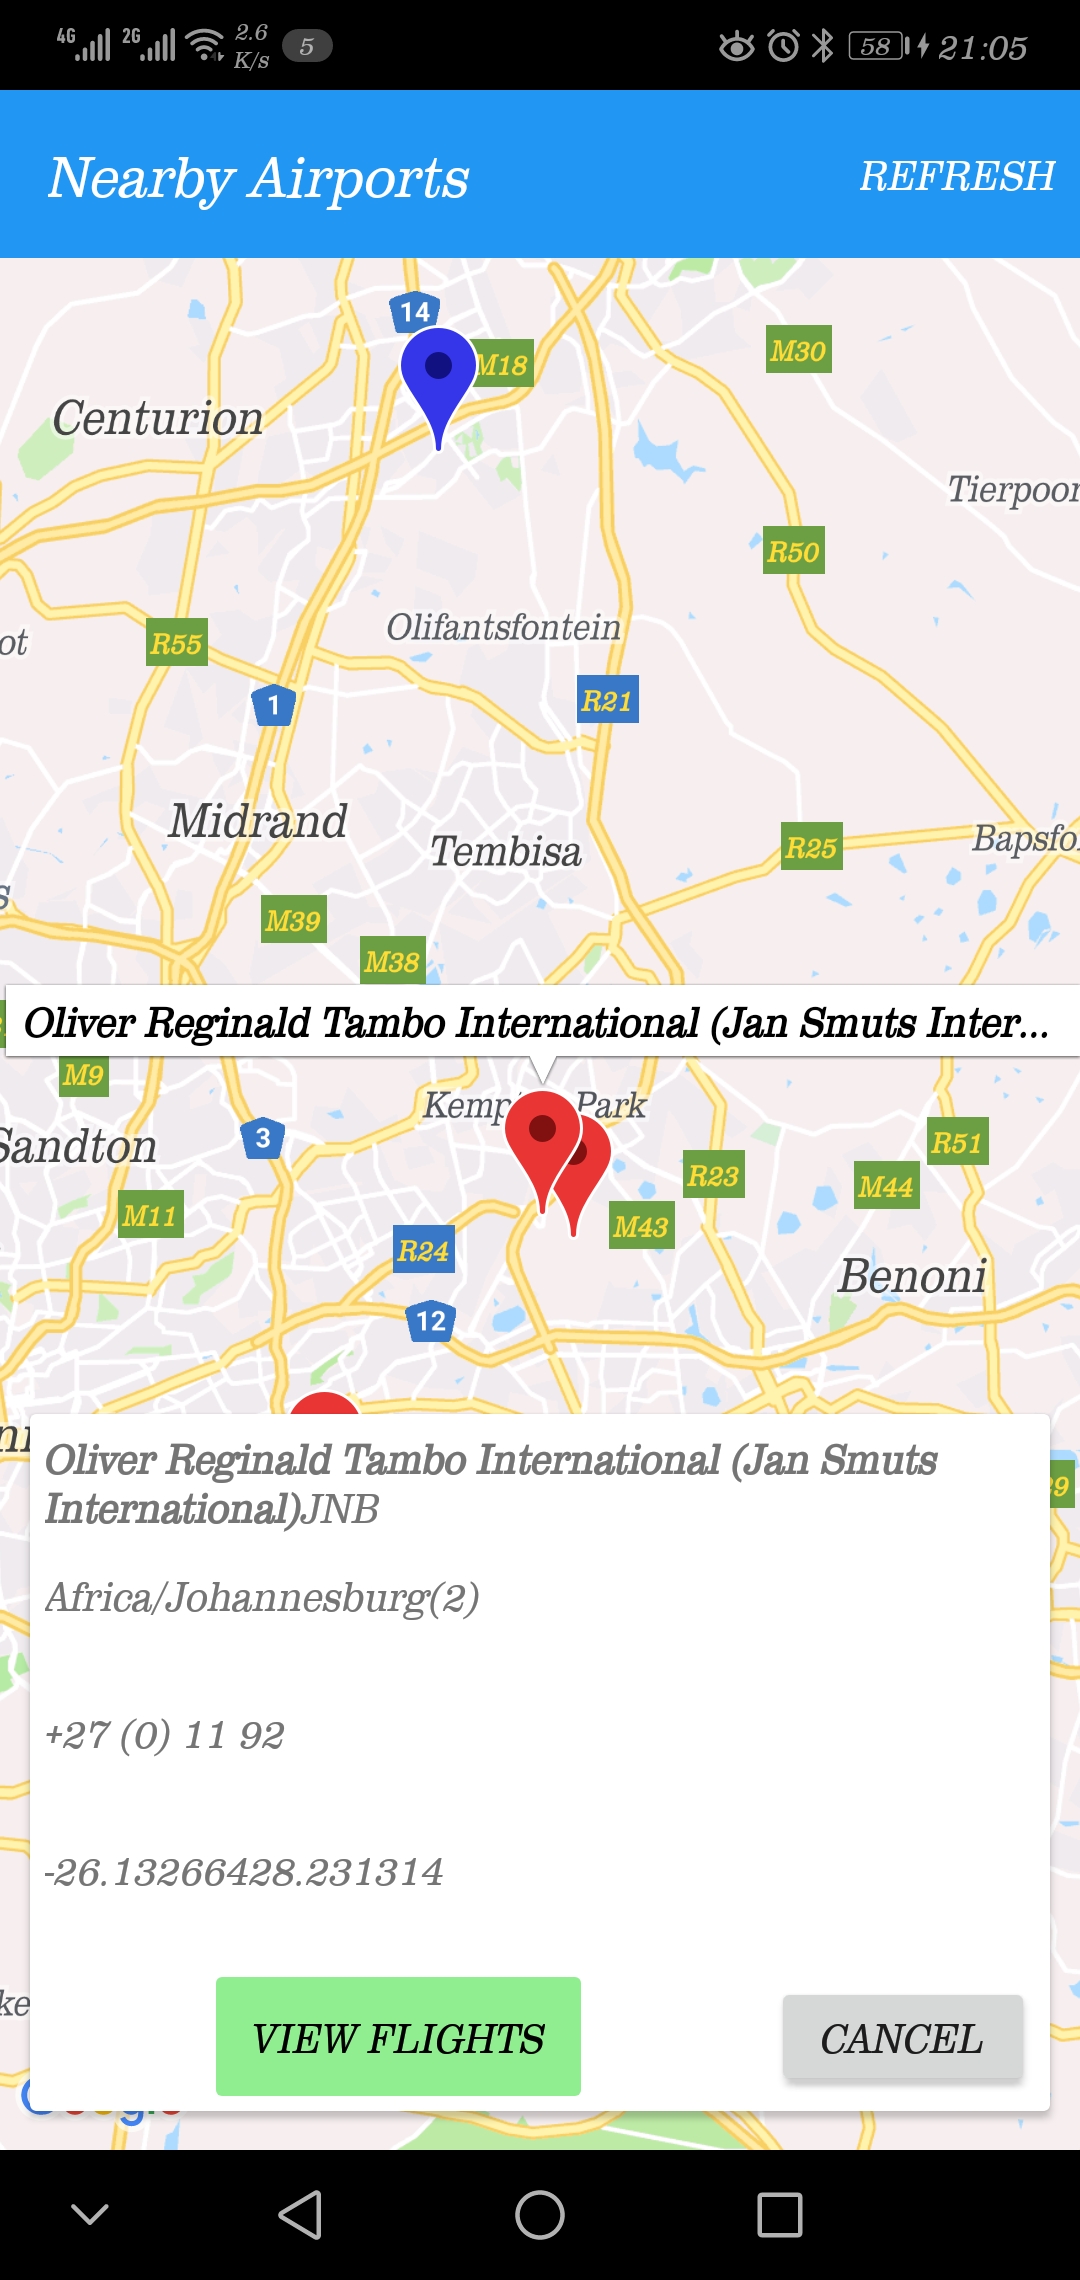 4G 2G 2.6 K/s 5 58 21:05
Nearby Airports REFRESH
14
M18
M30
Centurion
Tierpoor
R50
Olifantsfontein
ot
R55
R21
1
Midrand
Tembisa
R25
Bapsfo
s
M39
M38
Oliver Reginald Tambo International (Jan Smuts Inter...
M9
Kemp Park
Sandton
3
R51
R23
M44
M11
M43
R24
Benoni
12
Oliver Reginald Tambo International (Jan Smuts
International)JNB
Africa/Johannesburg(2)
+27 (0) 11 92
-26.13266428.231314
ke
VIEW FLIGHTS CANCEL